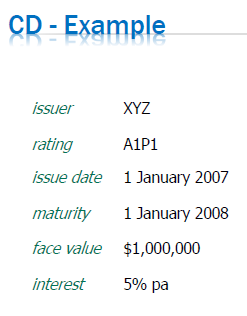 CD - Example
issuer XYZ
rating A1P1
issue date 1 January 2007
maturity 1 January 2008
face value $1,000,000
interest 5% pa